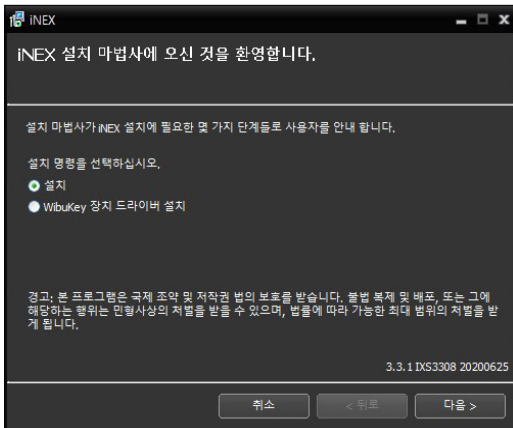 iNEX
iNEX 설치 마법사에 오신 것을 환영합니다.
설치 마법사가 iNEX 설치에 필요한 몇 가지 단계들로 사용자를 안내 합니다.
설치 명령을 선택하십시오.
설치
WibuKey 장치 드라이버 설치
경고: 본 프로그램은 국제 조약 및 저작권 법의 보호를 받습니다. 불법 복제 및 배포, 또는 그에
해당하는 행위는 민형사상의 처벌을 받을 수 있으며, 법률에 따라 가능한 최대 범위의 처벌을 받
게 됩니다.
3.3.1 IXS3308 20200625
취소
< 뒤로
다음 >